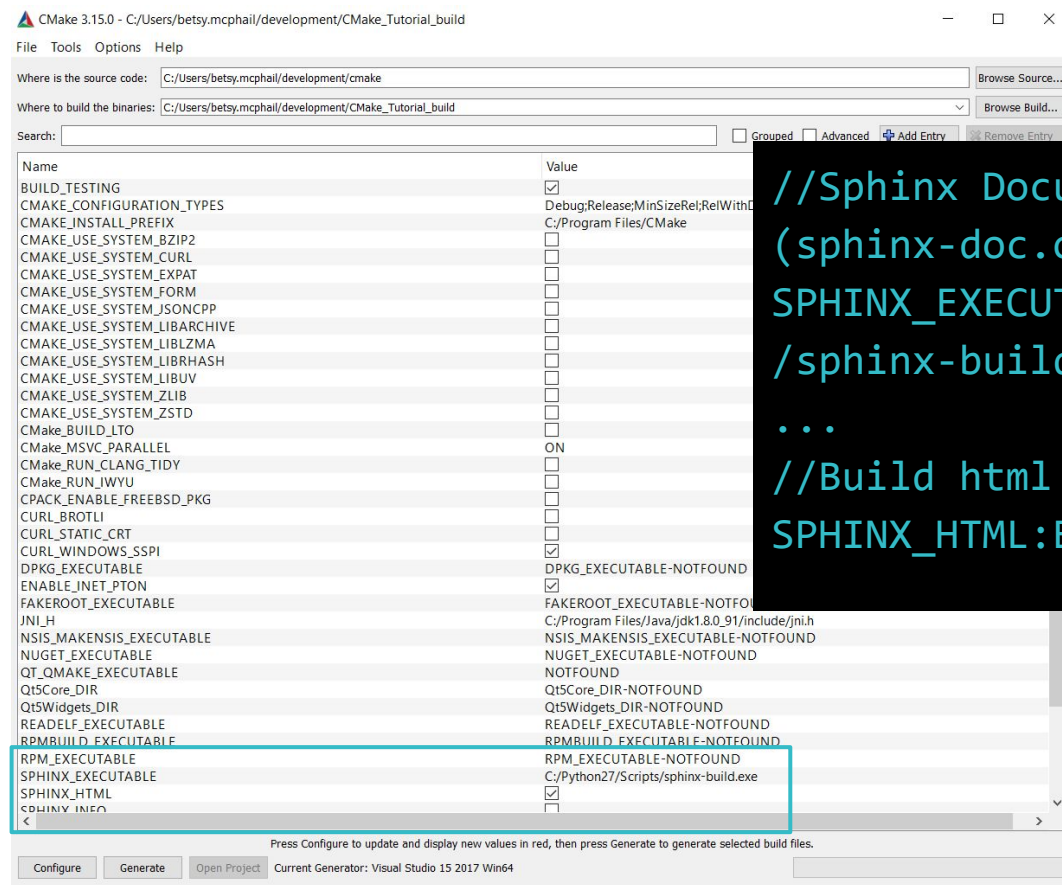 CMake 3.15.0 - C:/Users/betsy.mcphail/development/CMake_Tutorial_build
File Tools Options Help
Where is the source code: C:/Users/betsy.mcphail/development/cmake Browse Source...
Where to build the binaries: C:/Users/betsy.mcphail/development/CMake_Tutorial_build Browse Build...
Search: Grouped Advanced Add Entry Remove Entry
Name Value
BUILD_TESTING
CMAKE_CONFIGURATION_TYPES Debug;Release;MinSizeRel;RelWithD
CMAKE_INSTALL_PREFIX C:/Program Files/CMake
CMAKE_USE_SYSTEM_BZIP2
CMAKE_USE_SYSTEM_CURL
CMAKE_USE_SYSTEM_EXPAT
CMAKE_USE_SYSTEM_FORM
CMAKE_USE_SYSTEM_JSONCPP
CMAKE_USE_SYSTEM_LIBARCHIVE
CMAKE_USE_SYSTEM_LIBLZMA
CMAKE_USE_SYSTEM_LIBRHASH
CMAKE_USE_SYSTEM_LIBUV
CMAKE_USE_SYSTEM_ZLIB
CMAKE_USE_SYSTEM_ZSTD
CMake_BUILD_LTO
CMake_MSVC_PARALLEL ON
CMake_RUN_CLANG_TIDY
CMake_RUN_IWYU
CPACK_ENABLE_FREEBSD_PKG
CURL_BROTLI
CURL_STATIC_CRT
CURL_WINDOWS_SSPI
DPKG_EXECUTABLE DPKG_EXECUTABLE-NOTFOUND
ENABLE_INET_PTON
FAKEROOT_EXECUTABLE FAKEROOT_EXECUTABLE-NOTFOU
JNI_H C:/Program Files/Java/jdk1.8.0_91/include/jni.h
NSIS_MAKENSIS_EXECUTABLE NSIS_MAKENSIS_EXECUTABLE-NOTFOUND
NUGET_EXECUTABLE NUGET_EXECUTABLE-NOTFOUND
QT_QMAKE_EXECUTABLE NOTFOUND
Qt5Core_DIR Qt5Core_DIR-NOTFOUND
Qt5Widgets_DIR Qt5Widgets_DIR-NOTFOUND
READELF_EXECUTABLE READELF_EXECUTABLE-NOTFOUND
RPMBUILD_EXECUTABLE RPMBUILD_EXECUTABLE-NOTFOUND
RPM_EXECUTABLE RPM_EXECUTABLE-NOTFOUND
SPHINX_EXECUTABLE C:/Python27/Scripts/sphinx-build.exe
SPHINX_HTML
SPHINX_INFO
//Sphinx Docu
(sphinx-doc.o
SPHINX_EXECUT
/sphinx-build
...
//Build html
SPHINX_HTML:B
Press Configure to update and display new values in red, then press Generate to generate selected build files.
Configure Generate Open Project Current Generator: Visual Studio 15 2017 Win64